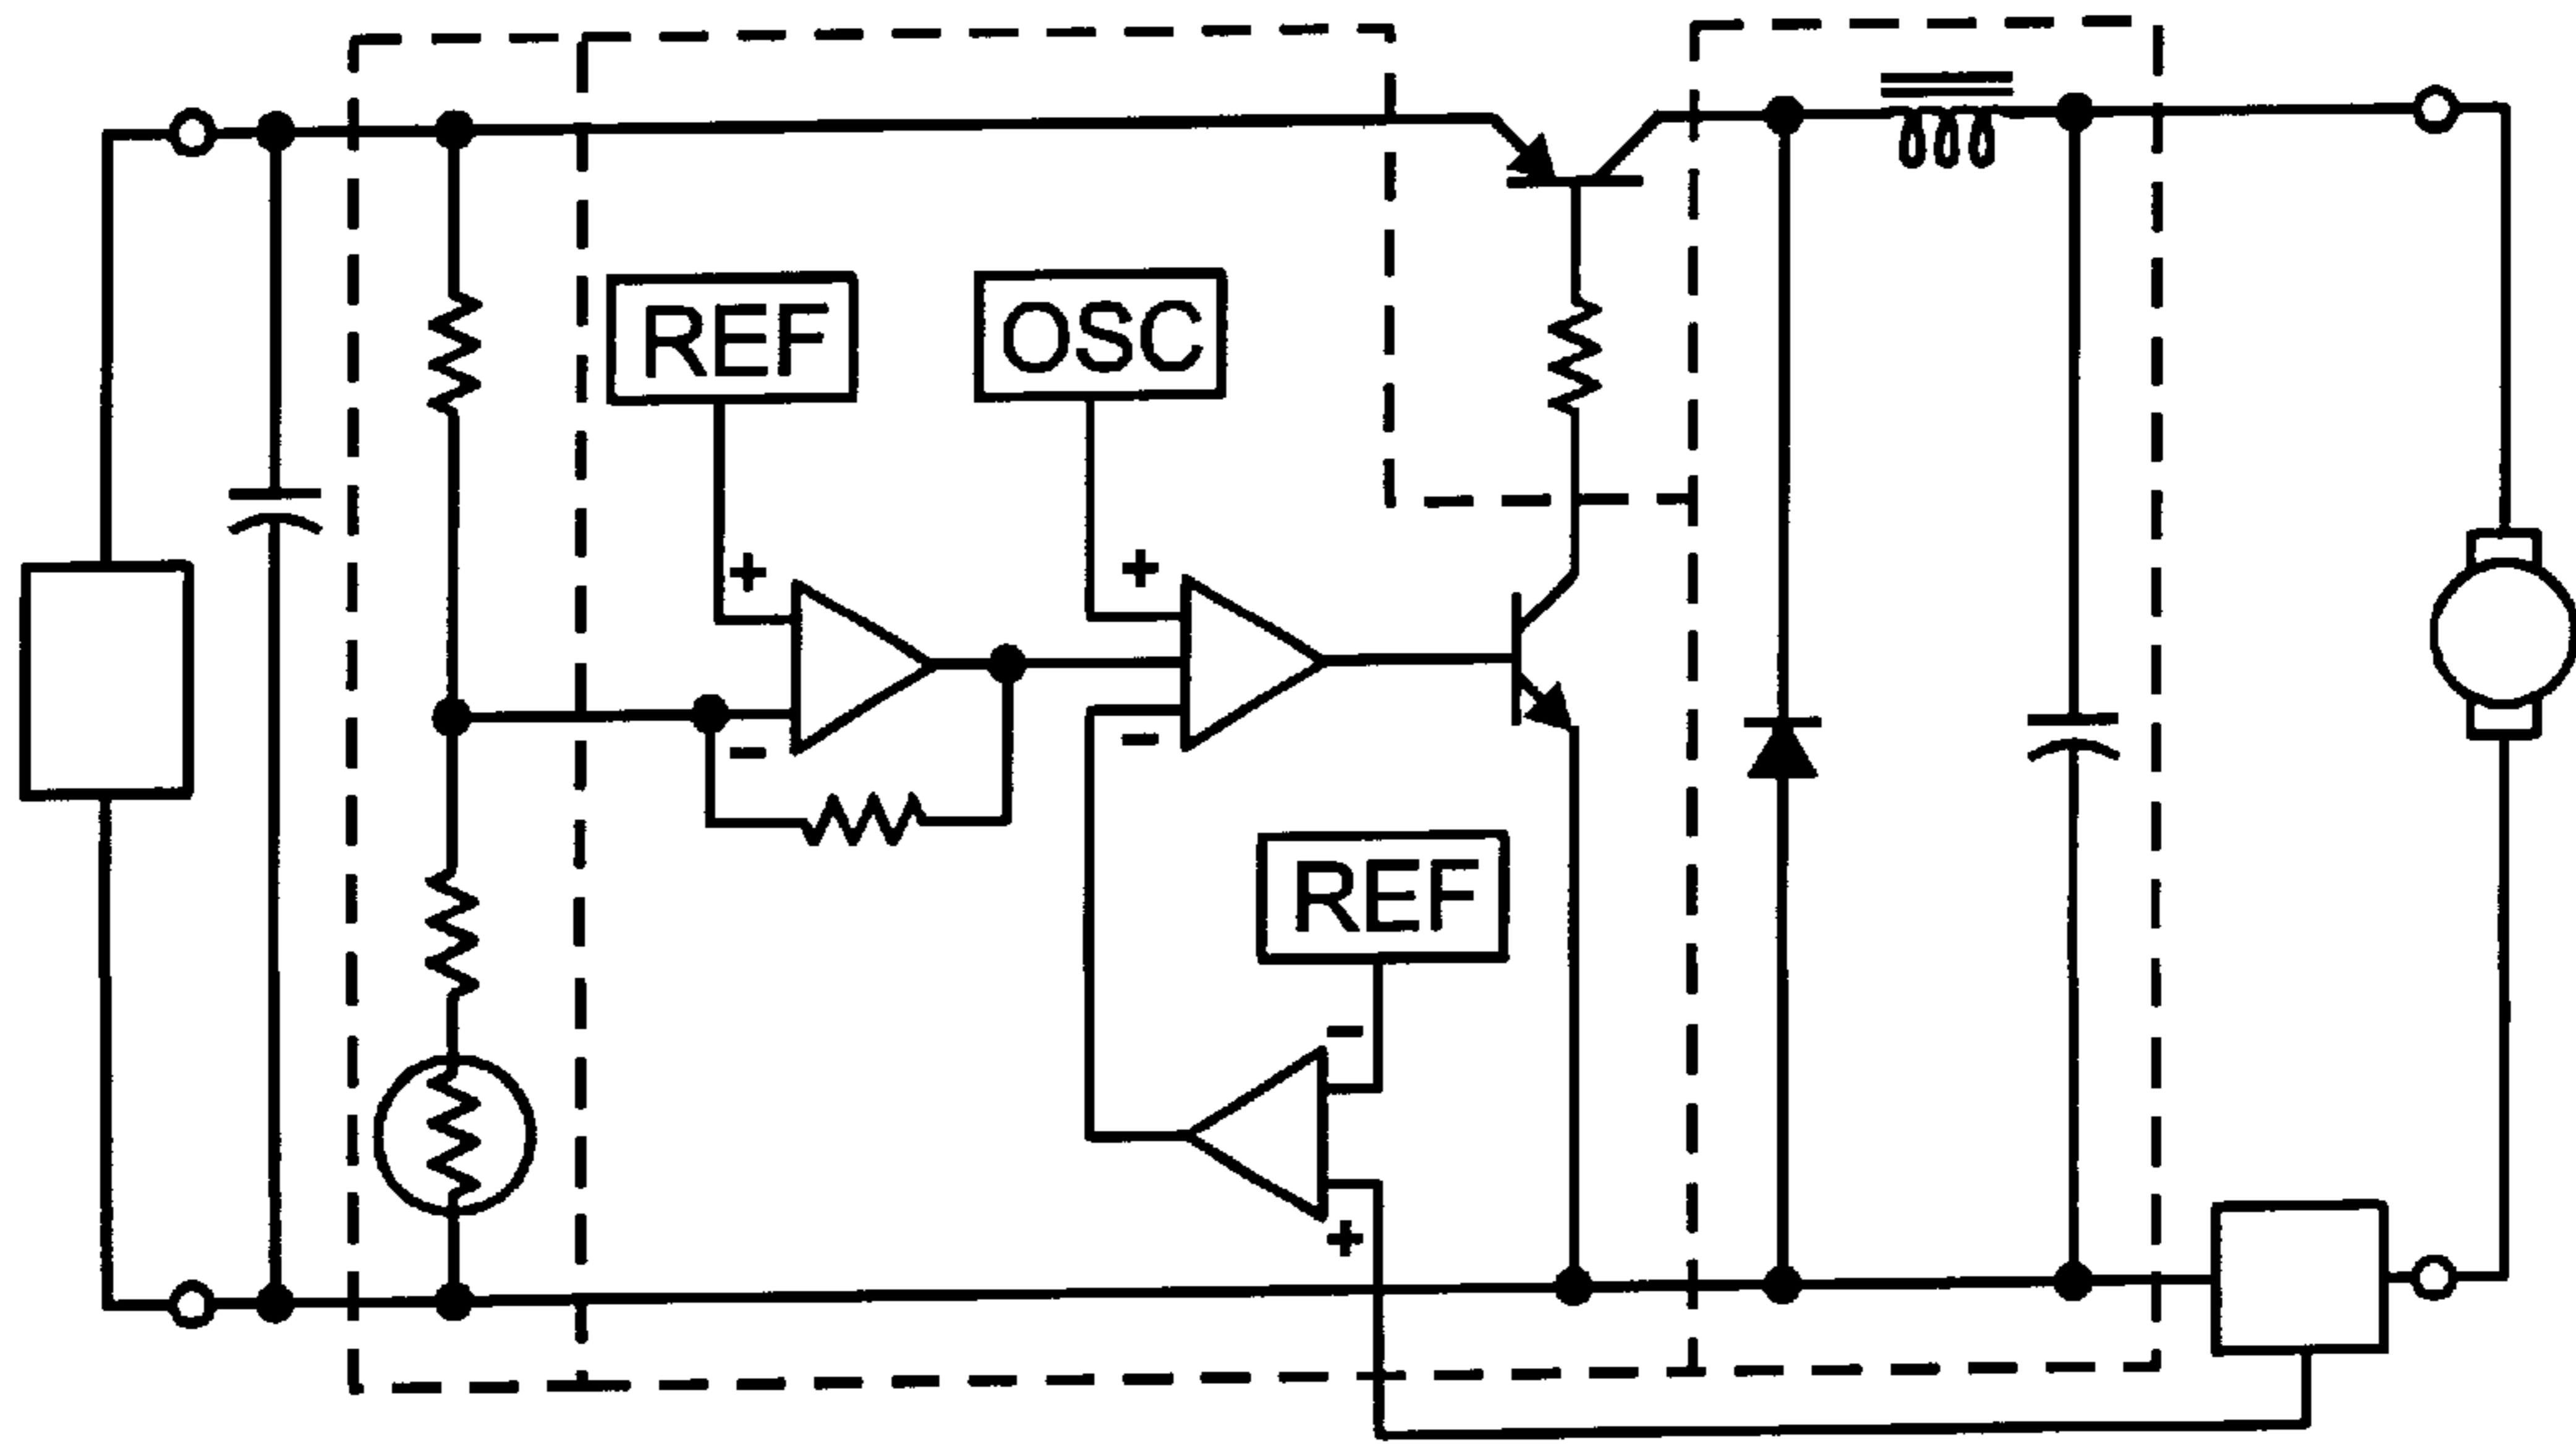 REF
OSC
+
+
-
-
REF
-
+